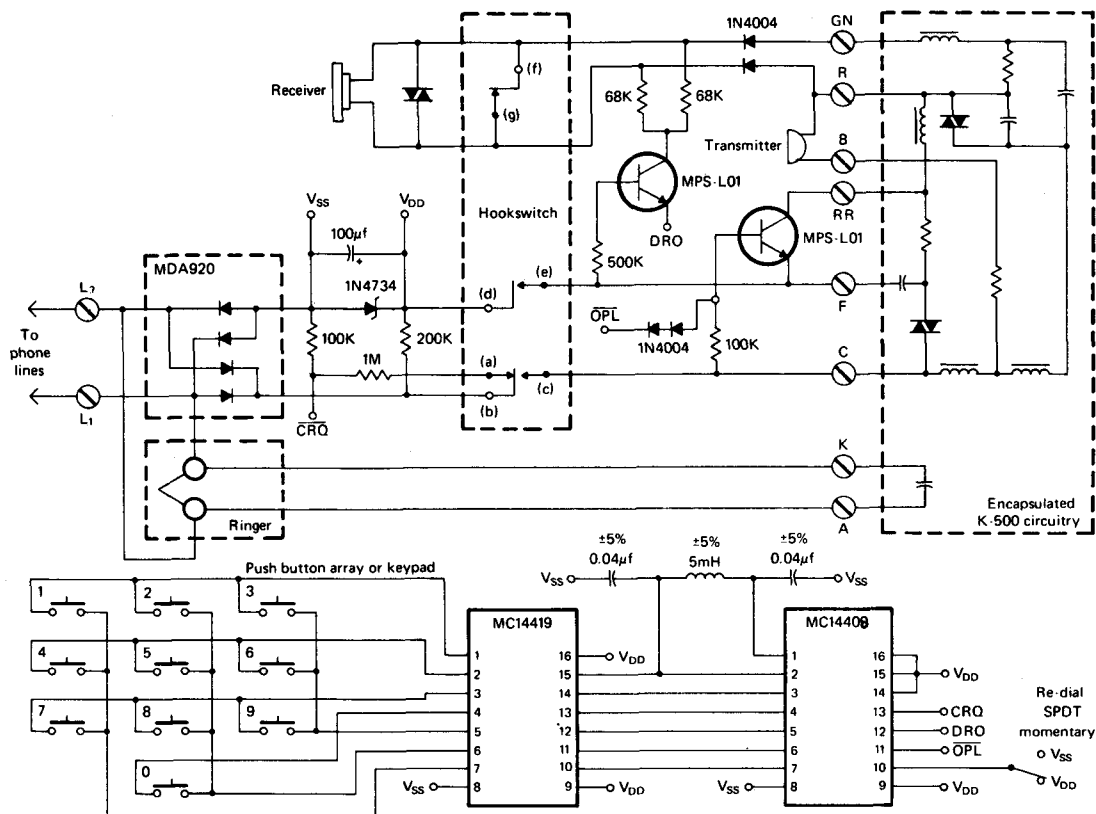 1N4004
GN
Receiver
(f)
(g)
68K
68K
R
Transmitter
B
MPS-L01
RR
MPS-L01
DRO
Hookswitch
VSS
VDD
100µf
+
MDA920
1N4734
500K
(e)
(d)
F
L2
To
phone
lines
100K
200K
OPL
1N4004
100K
1M
(a)
(c)
C
(b)
L1
CRQ
K
Ringer
A
Encapsulated
K-500 circuitry
±5%
0.04µf
±5%
5mH
±5%
0.04µf
Push button array or keypad
VSS
VSS
1
2
3
4
5
6
7
8
9
0
MC14419
1
2
3
4
5
6
7
8
16
15
14
13
12
11
10
9
VDD
VSS
VDD
MC14408
1
2
3
4
5
6
7
8
16
15
14
13
12
11
10
9
VSS
VDD
CRQ
DRO
OPL
VDD
Re-dial
SPDT
momentary
VSS
VDD